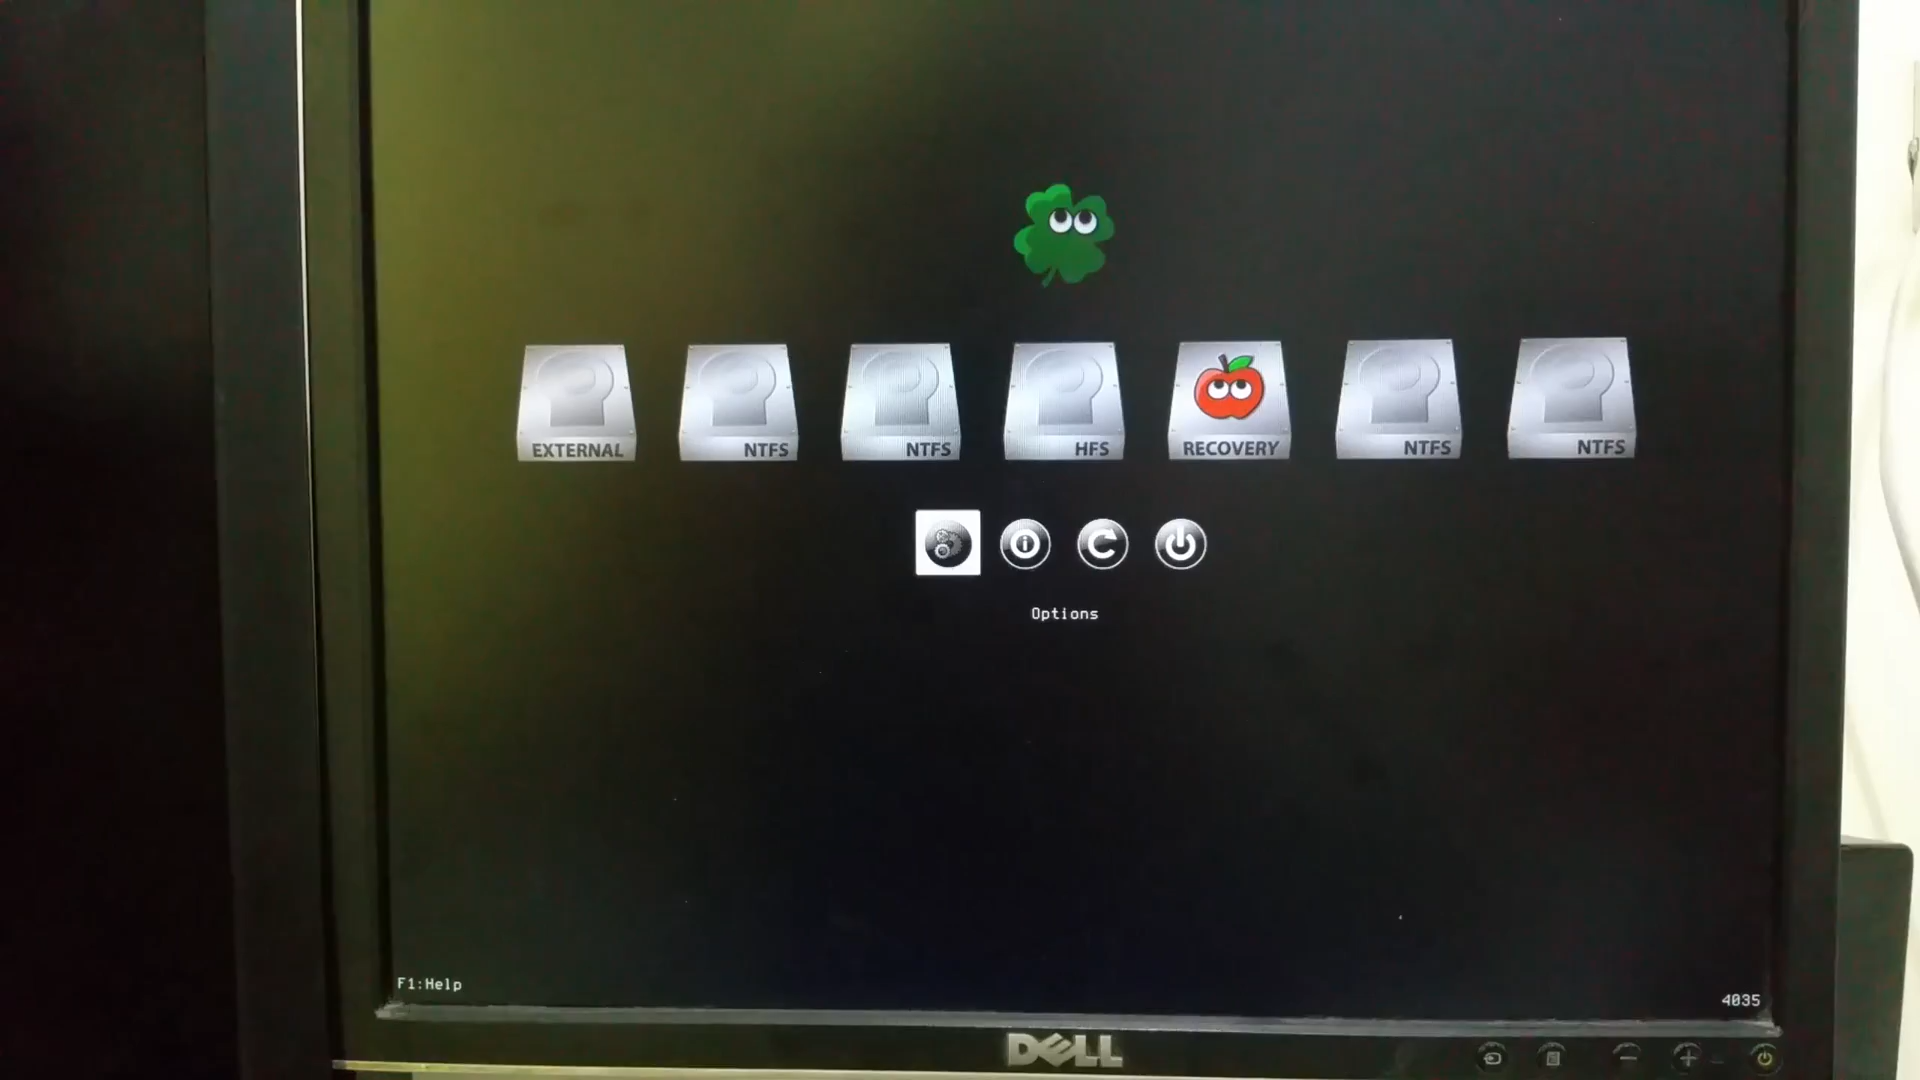 EXTERNAL NTFS NTFS HFS RECOVERY NTFS NTFS
Options
F1:Help
4035
DELL